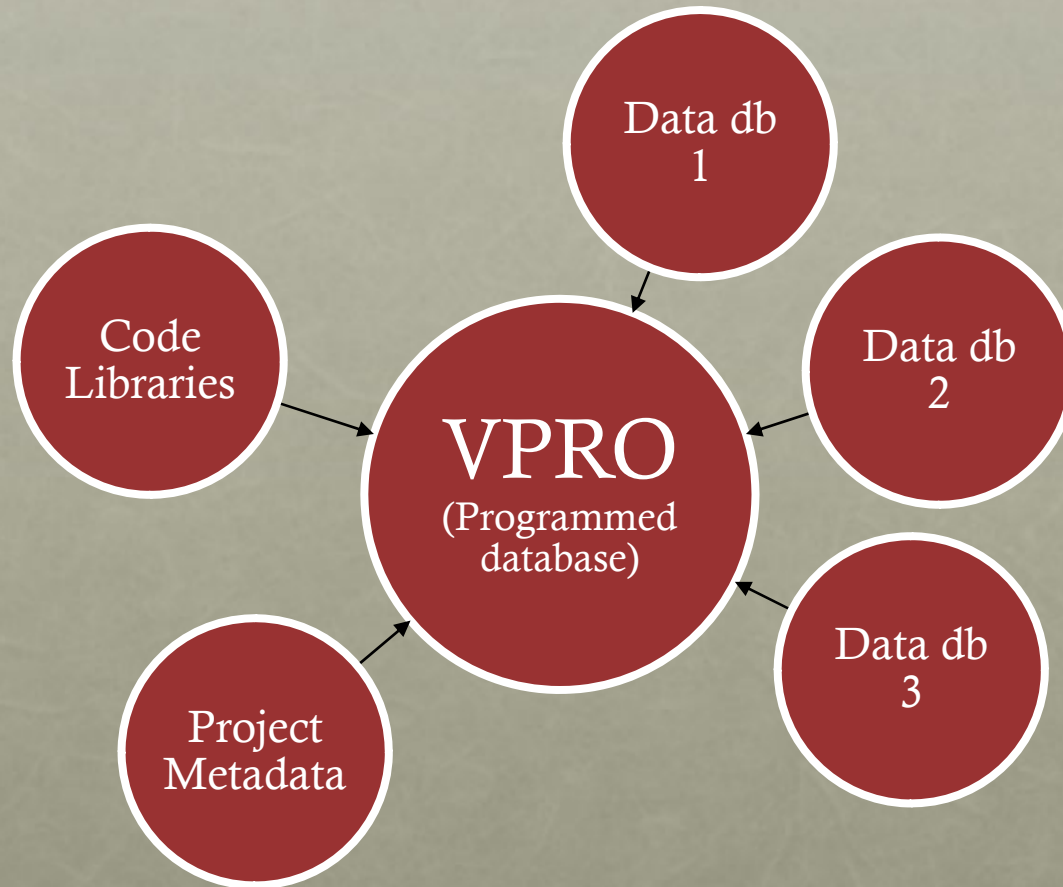 Data db
1
Code
Libraries
Data db
2
VPRO
(Programmed
database)
Data db
3
Project
Metadata